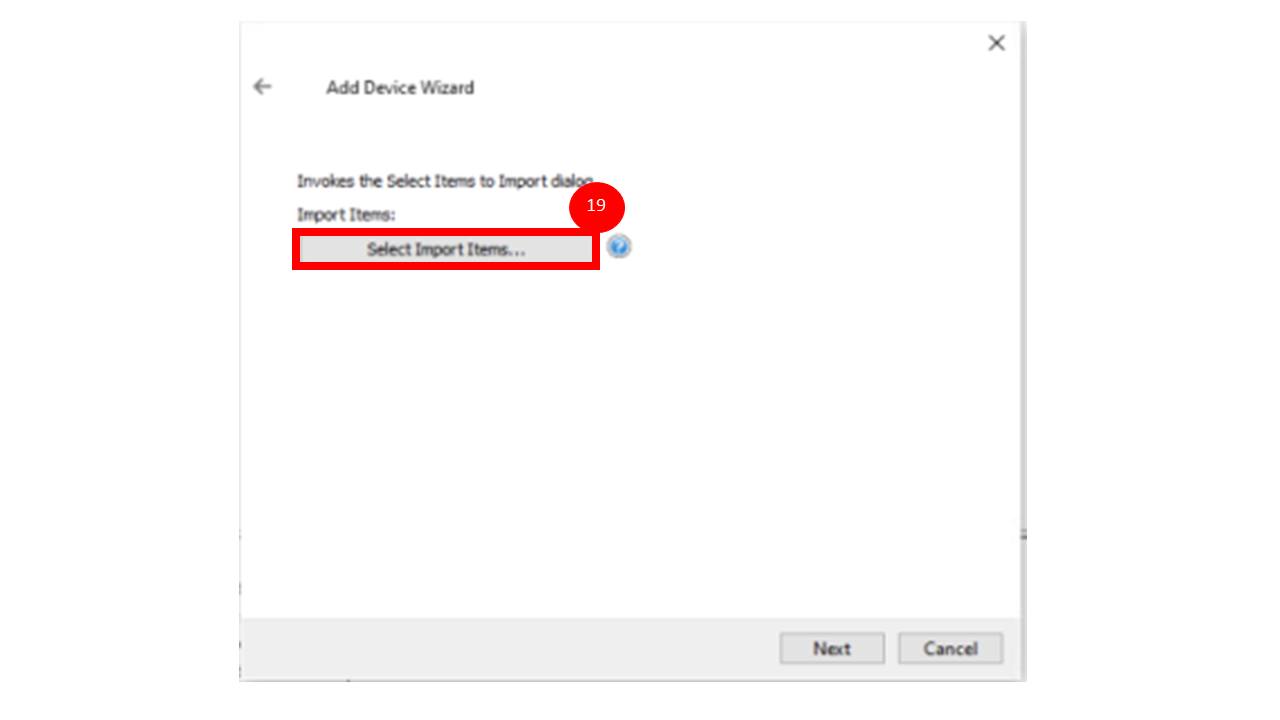 Add Device Wizard
Invokes the Select Items to Import dialog
19
Import Items:
Select Import Items...
?
Next
Cancel